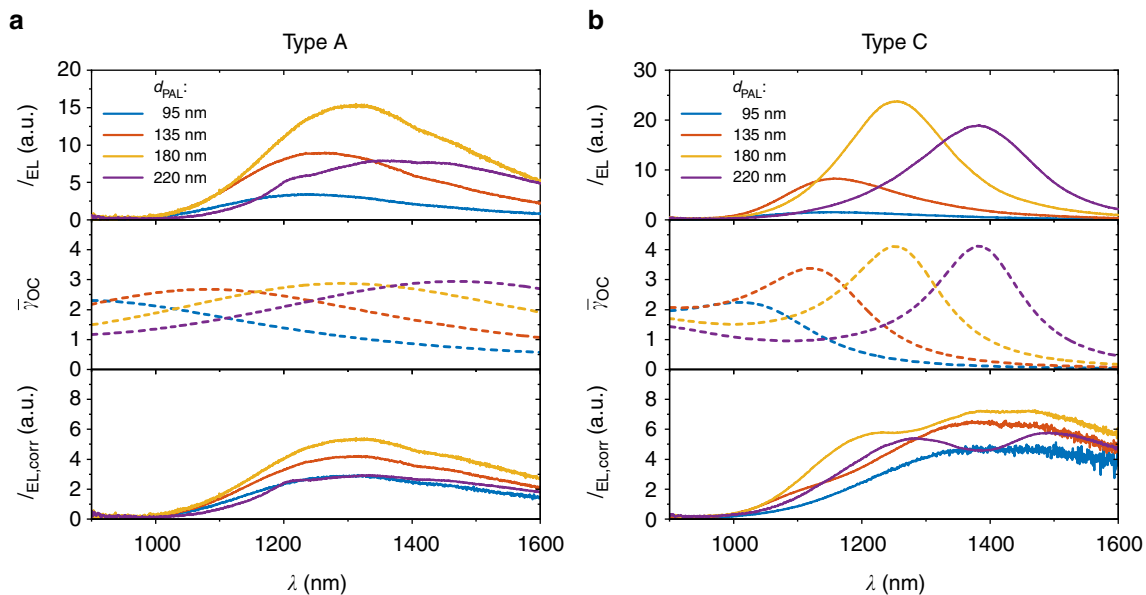 a
Type A
20
15
10
5
0
I_EL (a.u.)
d_PAL:
95 nm
135 nm
180 nm
220 nm
4
3
2
1
0
γ̄_OC
8
6
4
2
0
I_EL,corr (a.u.)
1000 1200 1400 1600
λ (nm)
b
Type C
30
20
10
0
I_EL (a.u.)
d_PAL:
95 nm
135 nm
180 nm
220 nm
4
3
2
1
0
γ̄_OC
8
6
4
2
0
I_EL,corr (a.u.)
1000 1200 1400 1600
λ (nm)